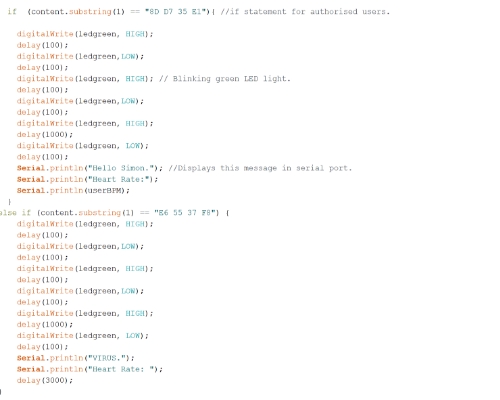 if (content.substring(1) == "8D D7 35 E1"){ //if statement for authorised users.
digitalWrite(ledgreen, HIGH);
delay(100);
digitalWrite(ledgreen,LOW);
delay(100);
digitalWrite(ledgreen, HIGH); // Blinking green LED light.
delay(100);
digitalWrite(ledgreen,LOW);
delay(100);
digitalWrite(ledgreen, HIGH);
delay(1000);
digitalWrite(ledgreen, LOW);
delay(100);
Serial.println("Hello Simon."); //Displays this message in serial port.
Serial.println("Heart Rate:");
Serial.println(userBPM);
}
else if (content.substring(1) == "E6 55 37 F8") {
digitalWrite(ledgreen, HIGH);
delay(100);
digitalWrite(ledgreen,LOW);
delay(100);
digitalWrite(ledgreen, HIGH);
delay(100);
digitalWrite(ledgreen,LOW);
delay(100);
digitalWrite(ledgreen, HIGH);
delay(1000);
digitalWrite(ledgreen, LOW);
delay(100);
Serial.println("VIRUS.");
Serial.println("Heart Rate: ");
delay(3000);
}